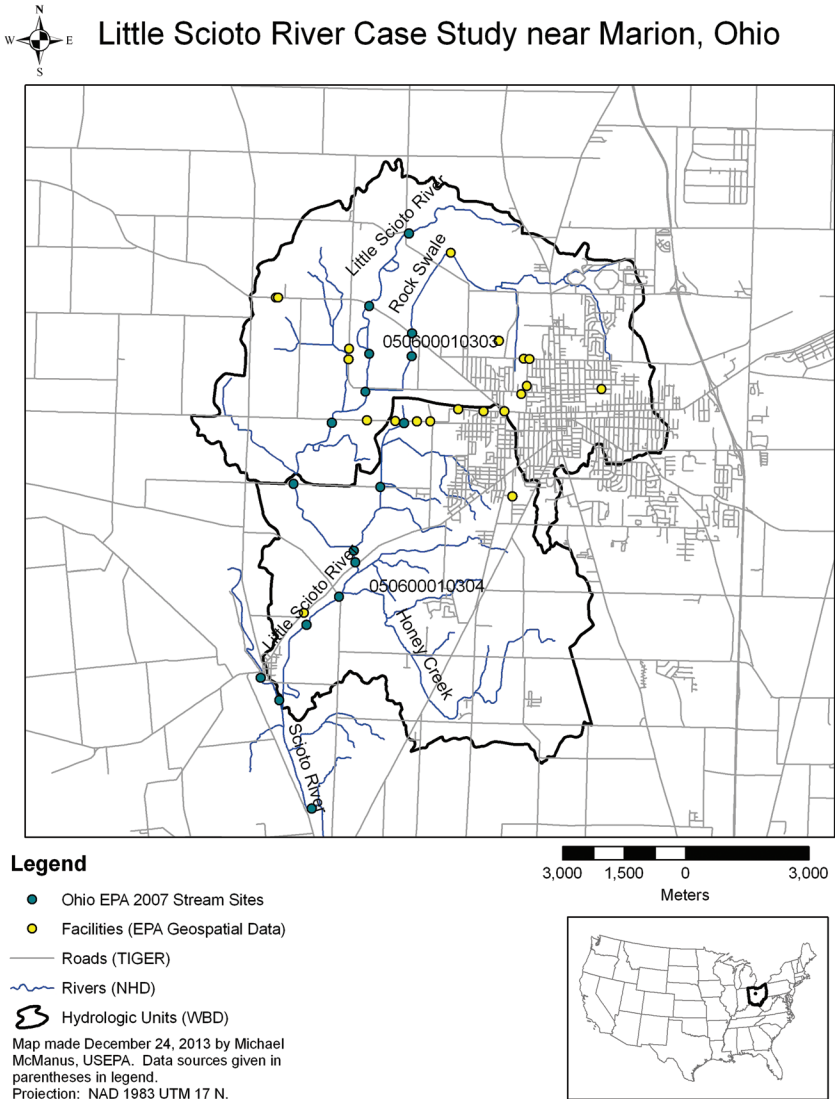 N
W
E
S
Little Scioto River Case Study near Marion, Ohio
Little Scioto River
Rock Swale
050600010303
050600010304
Little Scioto River
Honey Creek
Scioto River
Legend
Ohio EPA 2007 Stream Sites
Facilities (EPA Geospatial Data)
Roads (TIGER)
Rivers (NHD)
Hydrologic Units (WBD)
Map made December 24, 2013 by Michael
McManus, USEPA.  Data sources given in
parentheses in legend.
Projection:  NAD 1983 UTM 17 N.
3,000 1,500 0 3,000
Meters